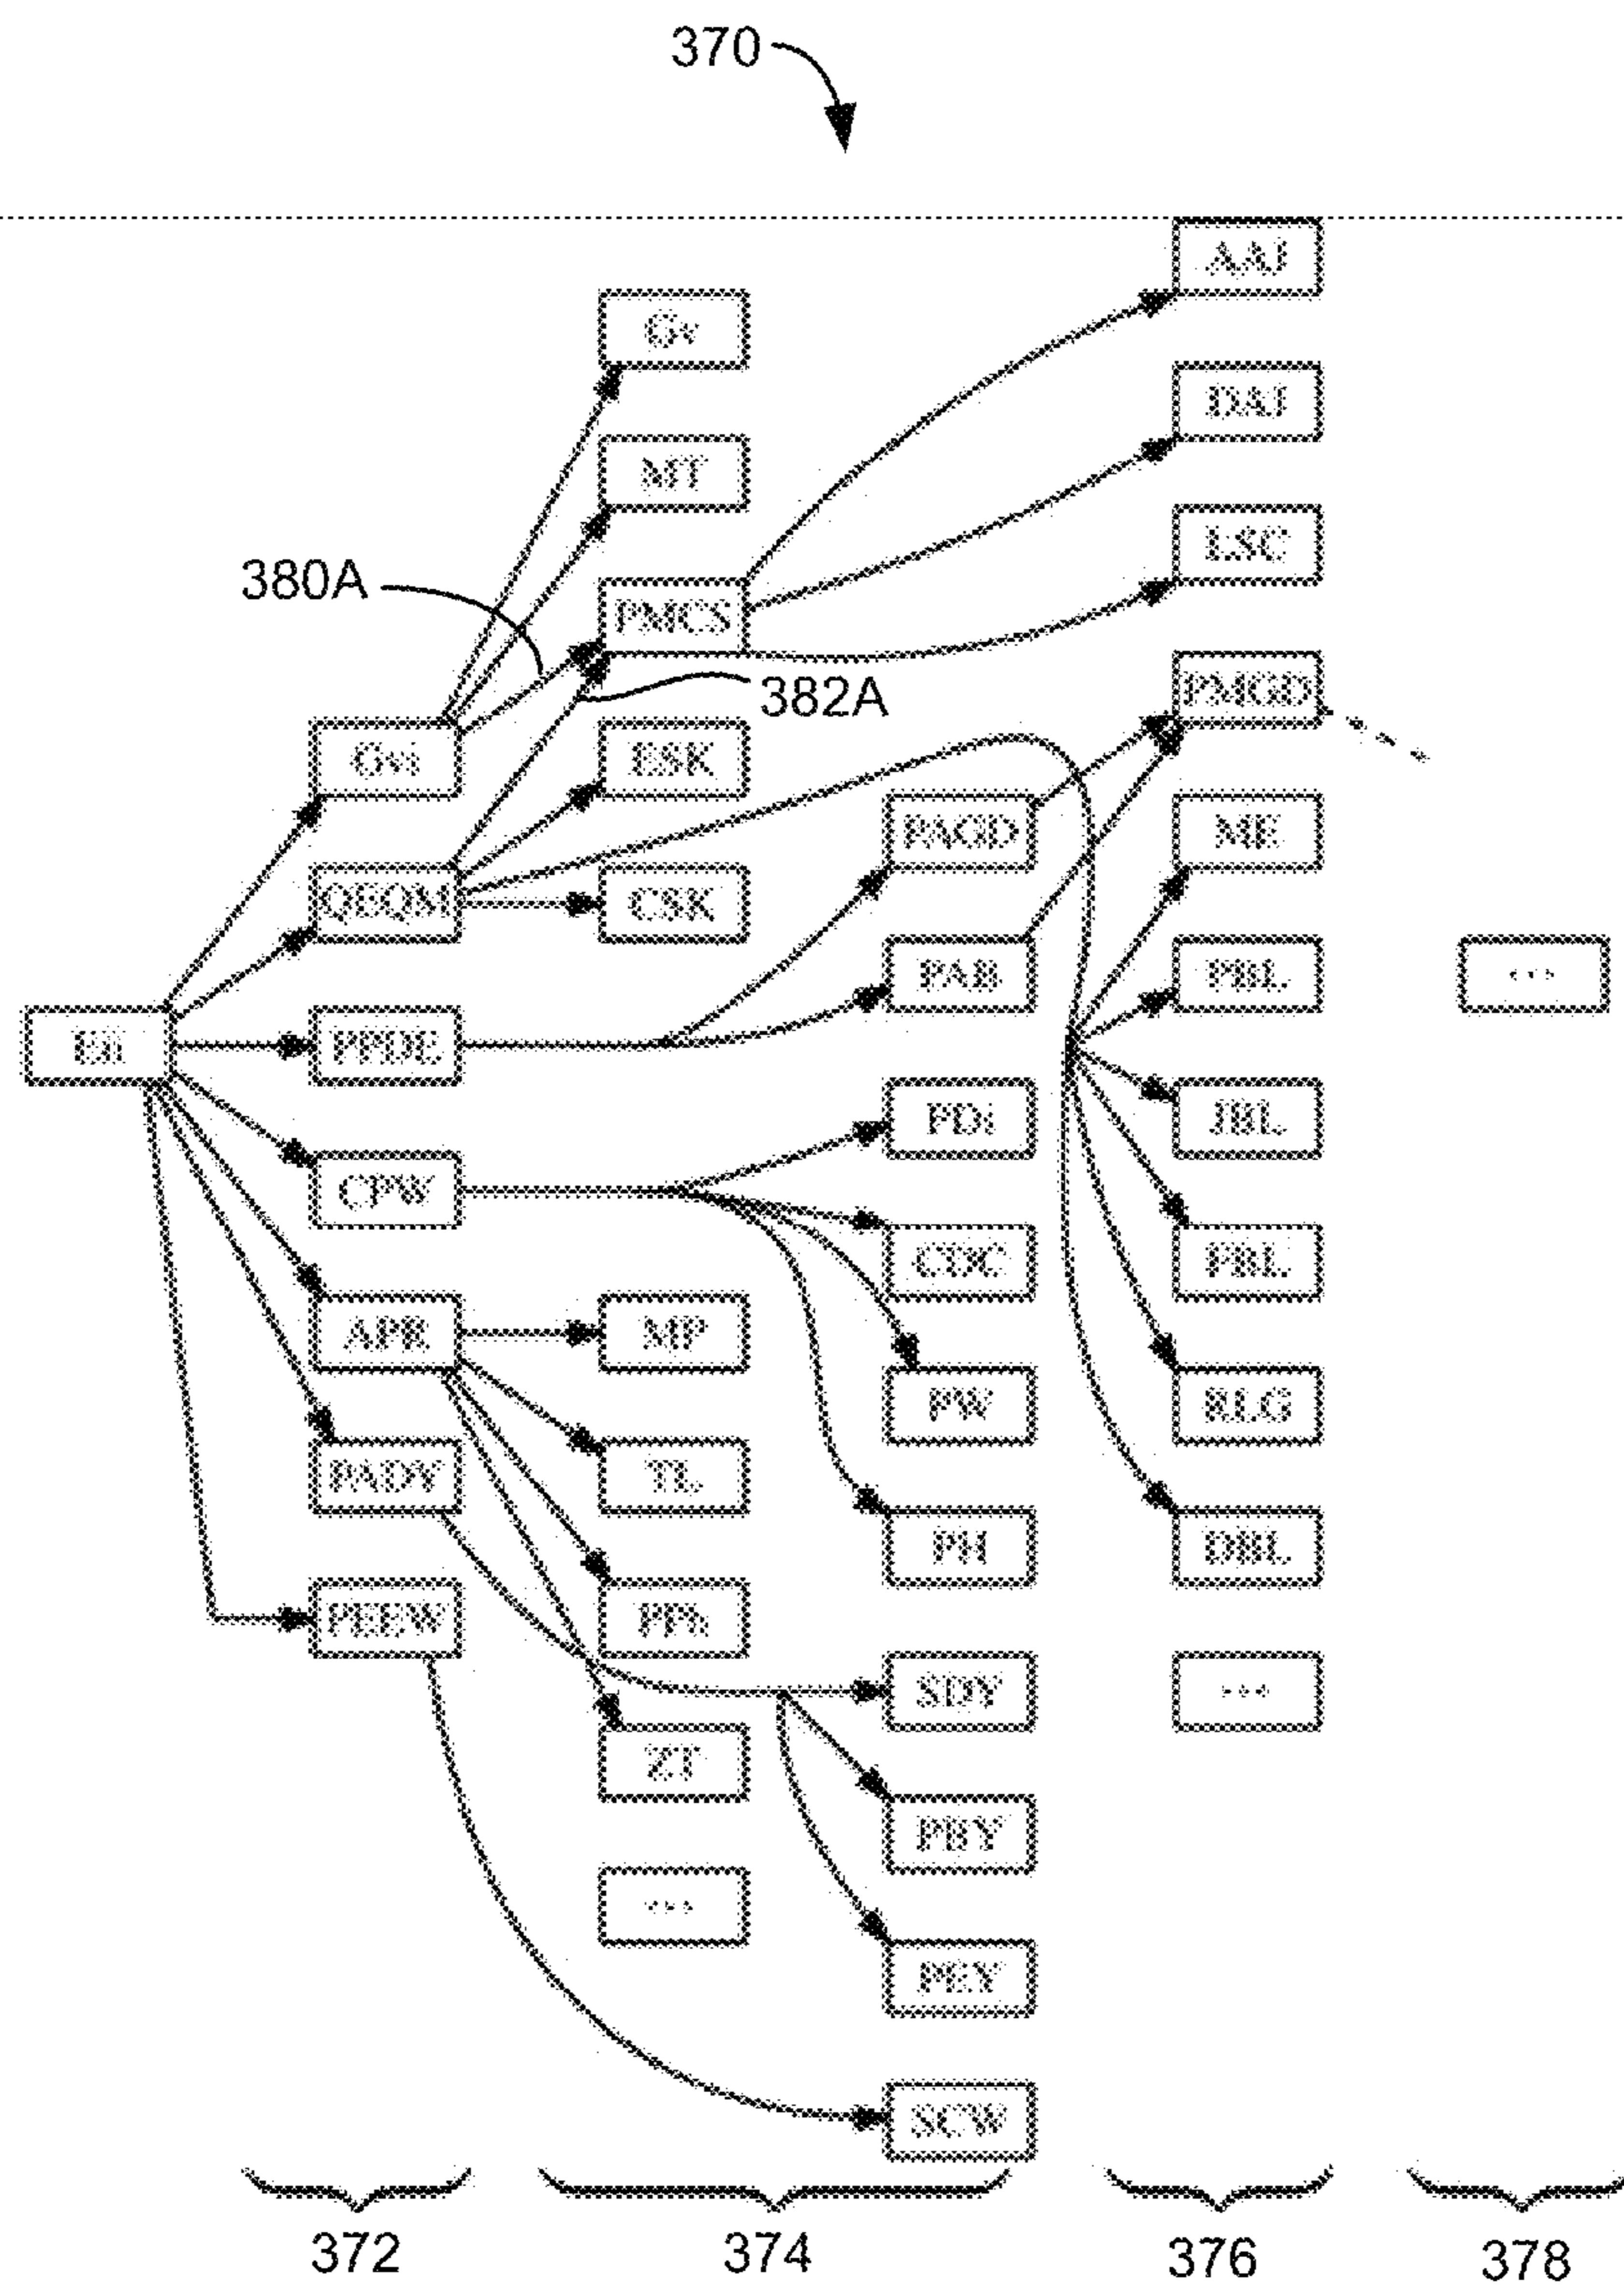 370
AAJ
Gv
DAJ
MT
LSC
380A
PMCS
382A
PMGD
Gvi
ESK
PAGD
ME
QEQM
CSK
PAB
PBL
...
En
PPDE
PDi
JBL
CPW
CDC
PBL
APR
MP
PW
RLG
PADY
TL
PH
DBL
PEEW
PPh
SDY
...
ZT
PBY
...
PEY
SCW
372
374
376
378